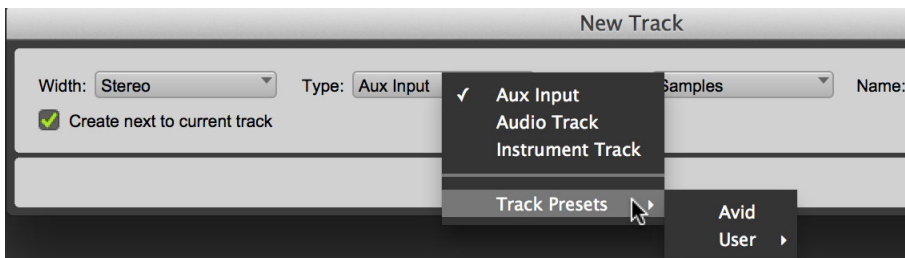 New Track
Width: Stereo Type: Aux Input Samples Name:
Create next to current track
Aux Input
Audio Track
Instrument Track
Track Presets
Avid
User